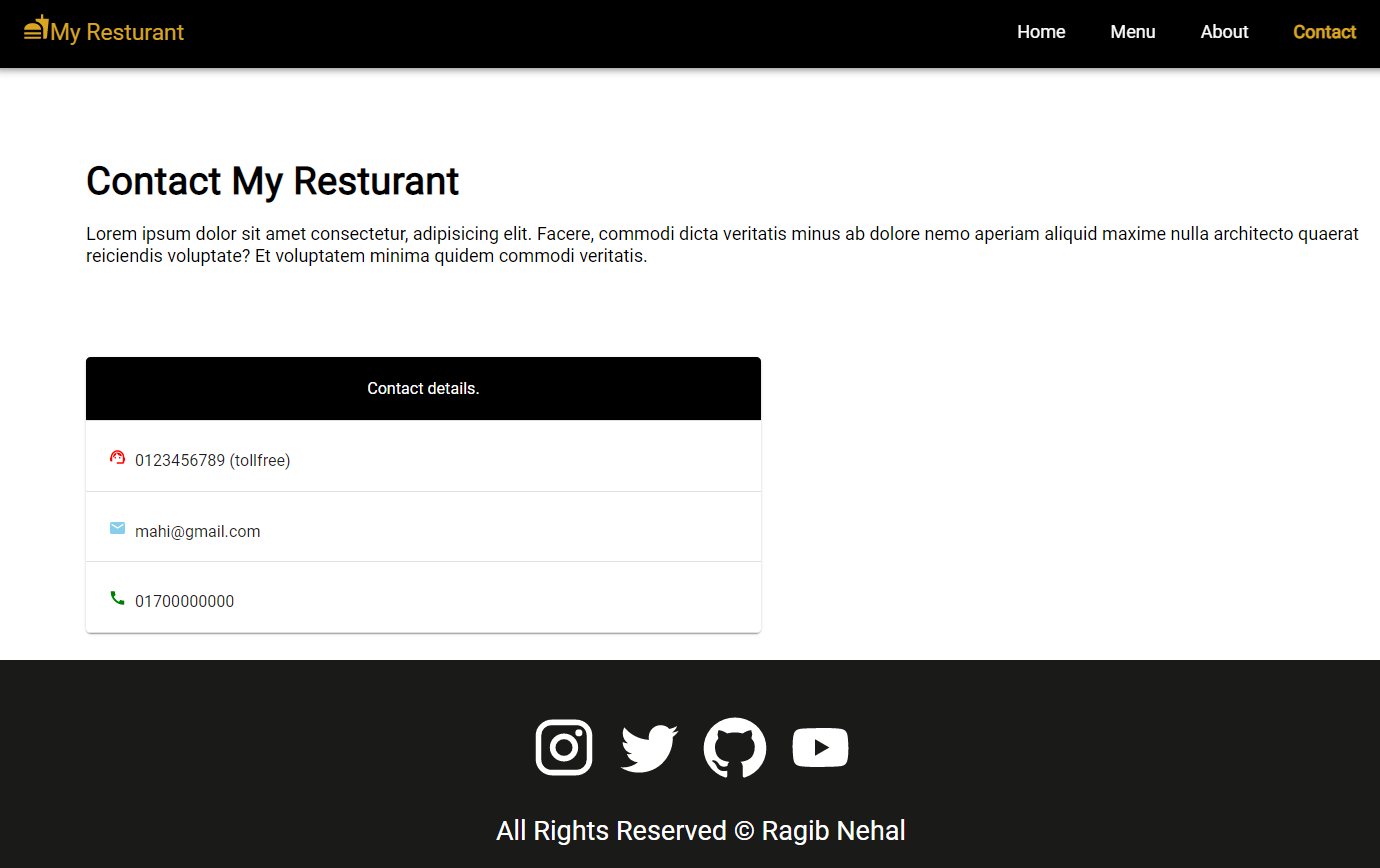 My Resturant
Home
Menu
About
Contact
Contact My Resturant
Lorem ipsum dolor sit amet consectetur, adipisicing elit. Facere, commodi dicta veritatis minus ab dolore nemo aperiam aliquid maxime nulla architecto quaerat
reiciendis voluptate? Et voluptatem minima quidem commodi veritatis.
Contact details.
0123456789 (tollfree)
mahi@gmail.com
01700000000
All Rights Reserved © Ragib Nehal